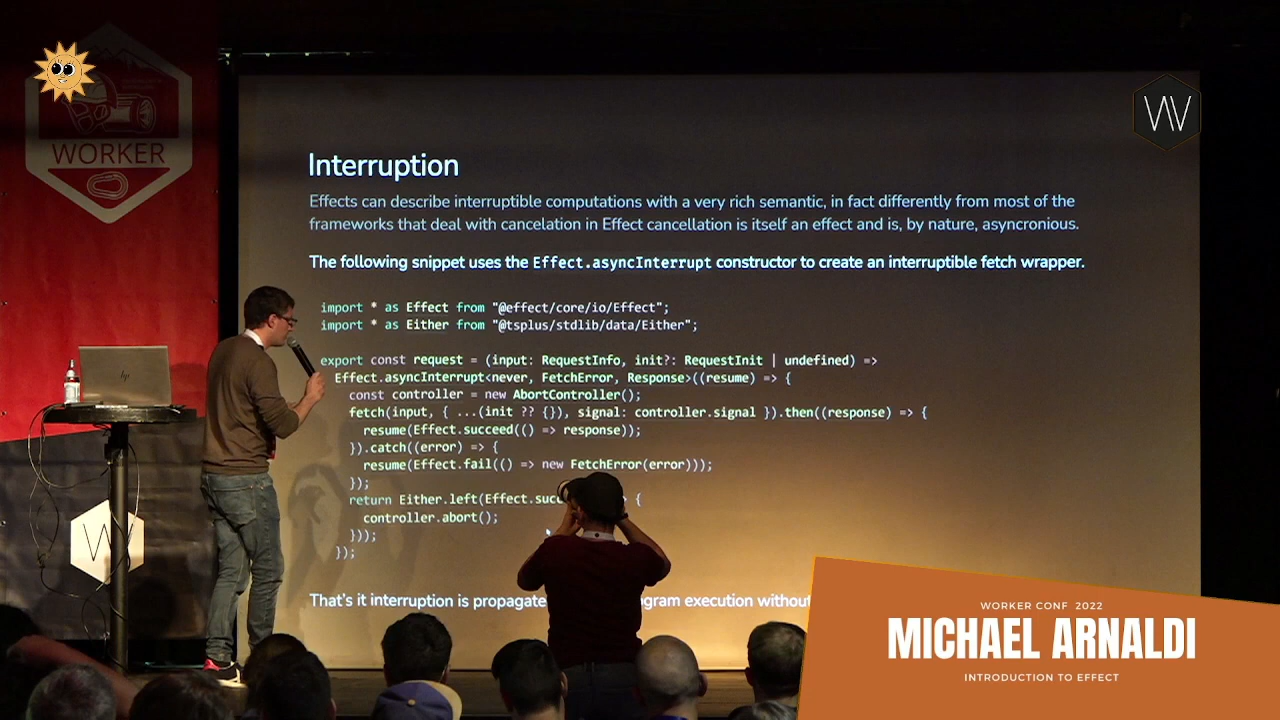 WORKER
W
Interruption
Effects can describe interruptible computations with a very rich semantic, in fact differently from most of the
frameworks that deal with cancelation in Effect cancellation is itself an effect and is, by nature, asyncronious.
The following snippet uses the Effect.asyncInterrupt constructor to create an interruptible fetch wrapper.
import * as Effect from "@effect/core/io/Effect";
import * as Either from "@tsplus/stdlib/data/Either";
export const request = (input: RequestInfo, init?: RequestInit | undefined) =>
Effect.asyncInterrupt<never, FetchError, Response>((resume) => {
const controller = new AbortController();
fetch(input, { ...(init ?? {}), signal: controller.signal }).then((response) => {
resume(Effect.succeed(() => response));
}).catch((error) => {
resume(Effect.fail(() => new FetchError(error)));
});
return Either.left(Effect.succ > {
controller.abort();
}));
});
That's it interruption is propagate gram execution without
hp
W
WORKER CONF 2022
MICHAEL ARNALDI
INTRODUCTION TO EFFECT